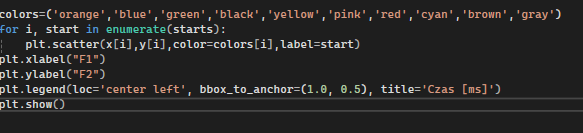 colors=('orange','blue','green','black','yellow','pink','red','cyan','brown','gray')
for i, start in enumerate(starts):
    plt.scatter(x[i],y[i],color=colors[i],label=start)
plt.xlabel("F1")
plt.ylabel("F2")
plt.legend(loc='center left', bbox_to_anchor=(1.0, 0.5), title='Czas [ms]')
plt.show()